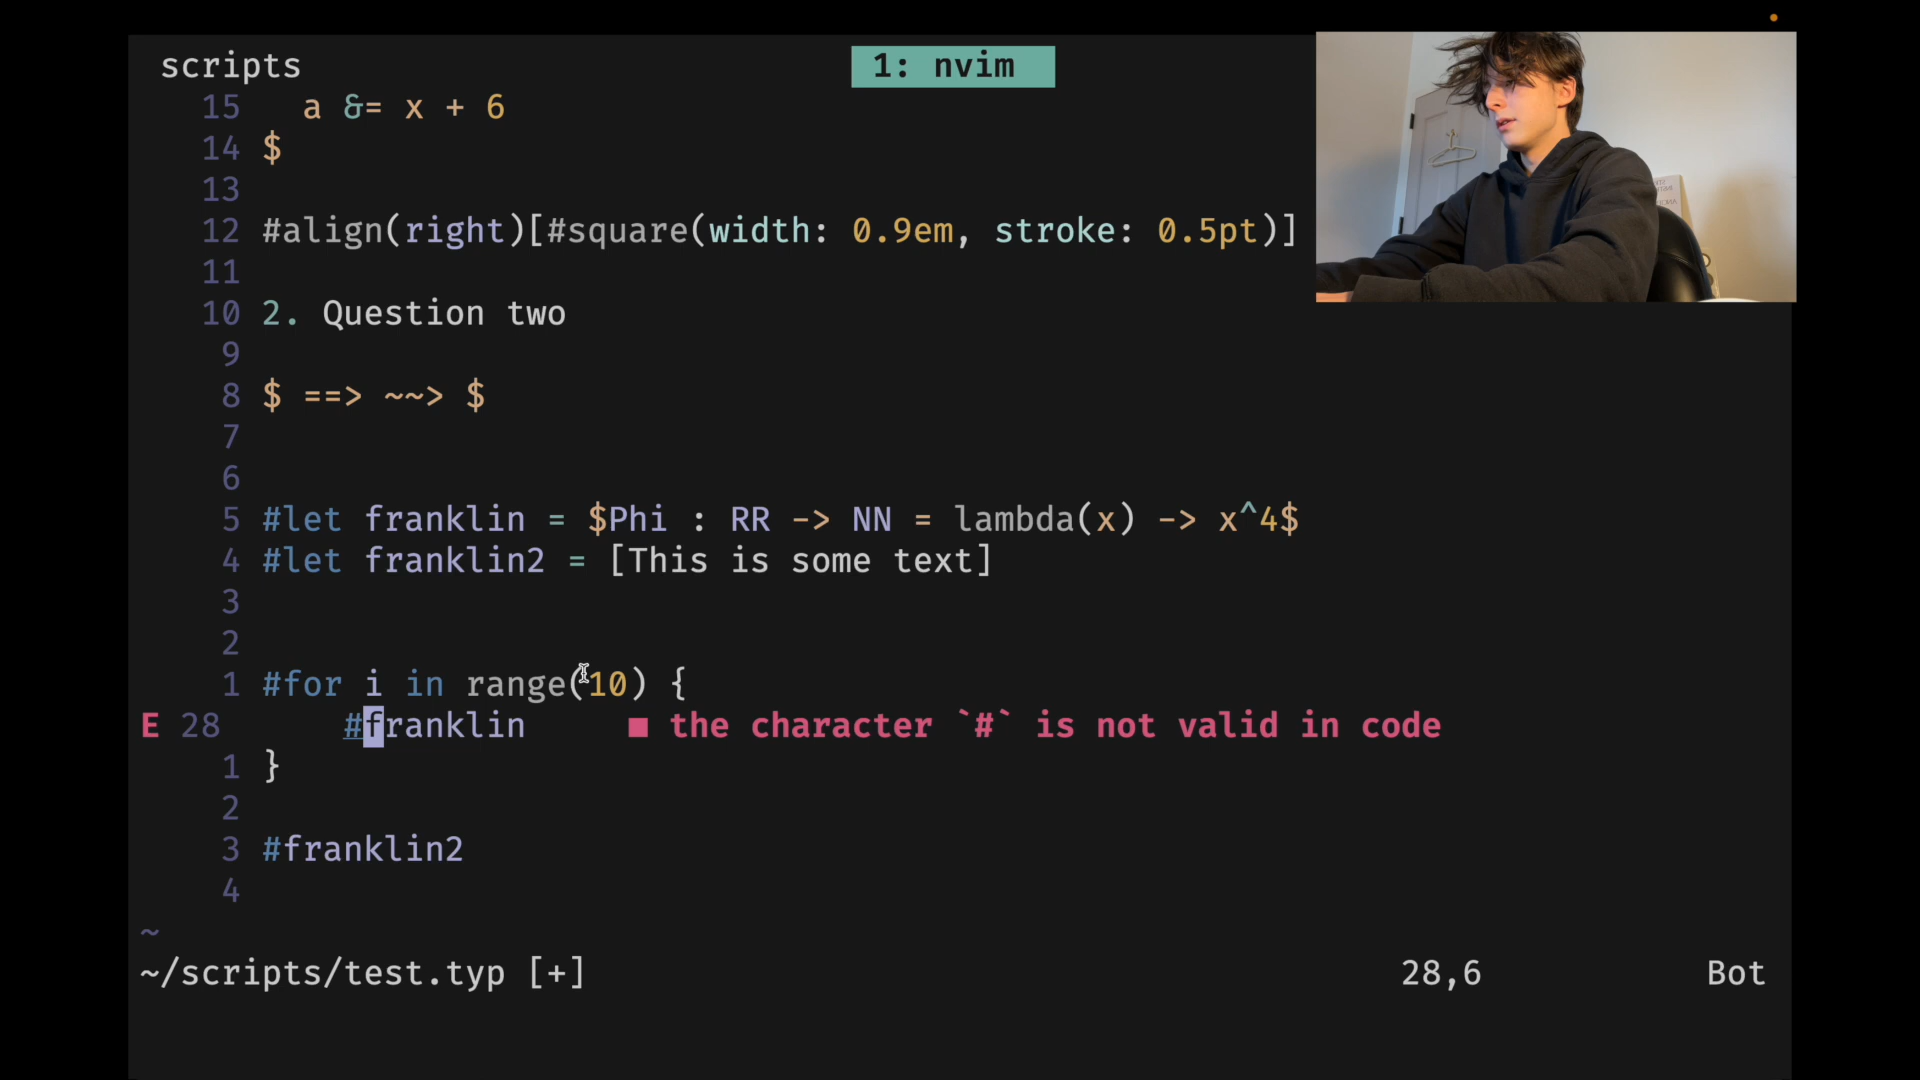 scripts 1: nvim
15 a &= x + 6
14 $
13
12 #align(right)[#square(width: 0.9em, stroke: 0.5pt)]
11
10 2. Question two
9
8 $ ==> ~~> $
7
6
5 #let franklin = $Phi : RR -> NN = lambda(x) -> x^4$
4 #let franklin2 = [This is some text]
3
2
1 #for i in range(10) {
E 28 #franklin ■ the character `#` is not valid in code
1 }
2
3 #franklin2
4
~
~/scripts/test.typ [+] 28,6 Bot